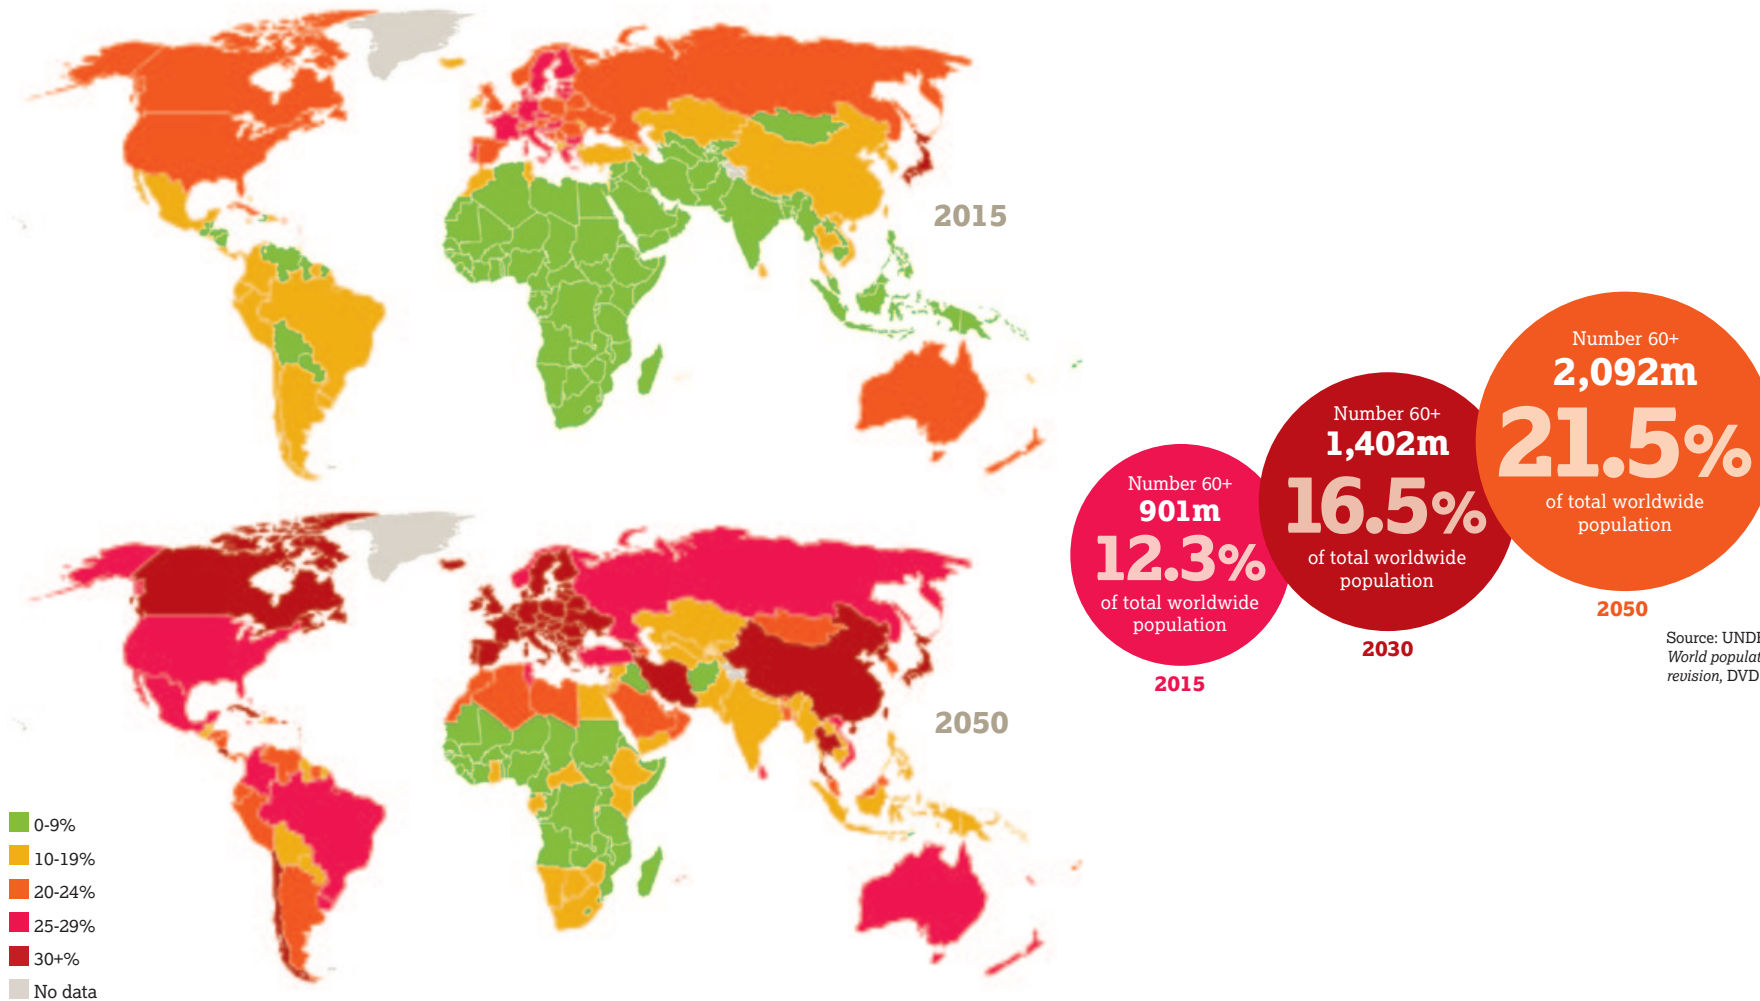 2015
2050
0-9%
10-19%
20-24%
25-29%
30+%
No data
Number 60+
901m
12.3%
of total worldwide
population
2015
Number 60+
1,402m
16.5%
of total worldwide
population
2030
Number 60+
2,092m
21.5%
of total worldwide
population
2050
Source:
World
revision, DVD